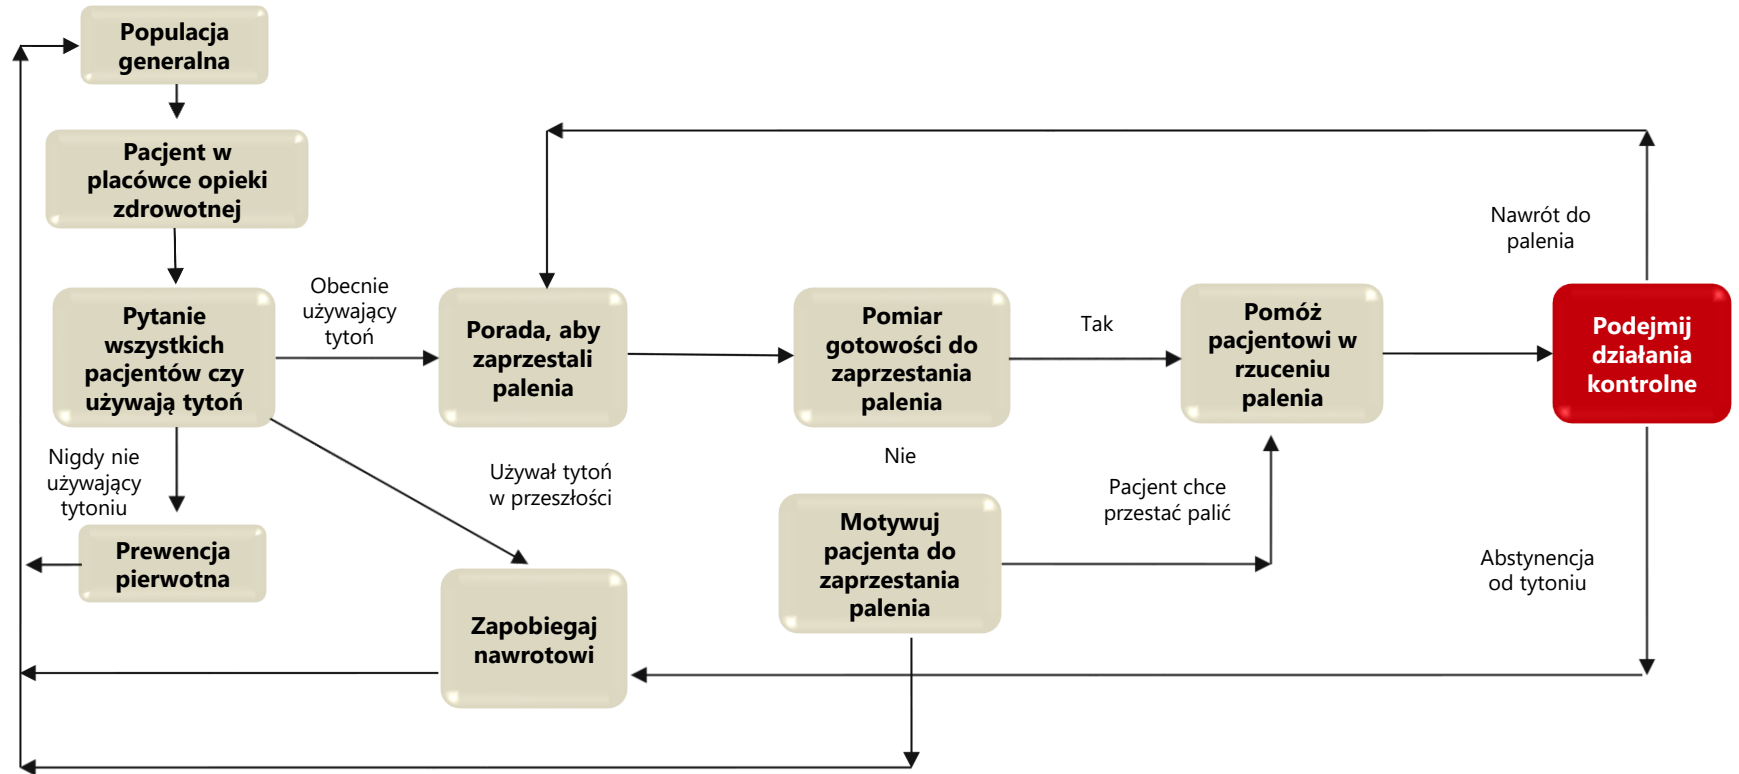 Populacja
generalna
Pacjent w
placówce opieki
zdrowotnej
Nawrót do
palenia
Obecnie
używający
tytoń
Pytanie
wszystkich
pacjentów czy
używają tytoń
Porada, aby
zaprzestali
palenia
Pomiar
gotowości do
zaprzestania
palenia
Tak
Pomóż
pacjentowi w
rzuceniu
palenia
Podejmij
działania
kontrolne
Nigdy nie
używający
tytoniu
Używał tytoń
w przeszłości
Nie
Pacjent chce
przestać palić
Prewencja
pierwotna
Motywuj
pacjenta do
zaprzestania
palenia
Abstynencja
od tytoniu
Zapobiegaj
nawrotowi